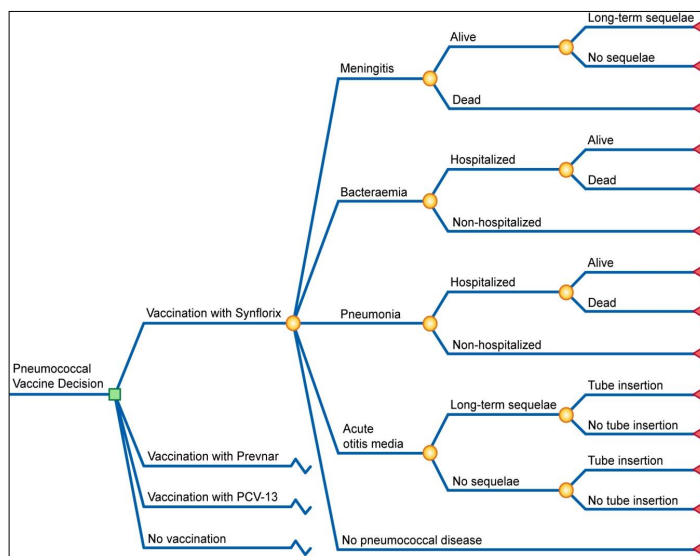 Long-term sequelae
Alive
No sequelae
Meningitis
Dead
Alive
Hospitalized
Dead
Bacteraemia
Non-hospitalized
Alive
Hospitalized
Dead
Vaccination with Synflorix
Pneumonia
Non-hospitalized
Pneumococcal
Vaccine Decision
Tube insertion
Long-term sequelae
No tube insertion
Acute
otitis media
Vaccination with Prevnar
Tube insertion
No sequelae
No tube insertion
Vaccination with PCV-13
No vaccination
No pneumococcal disease